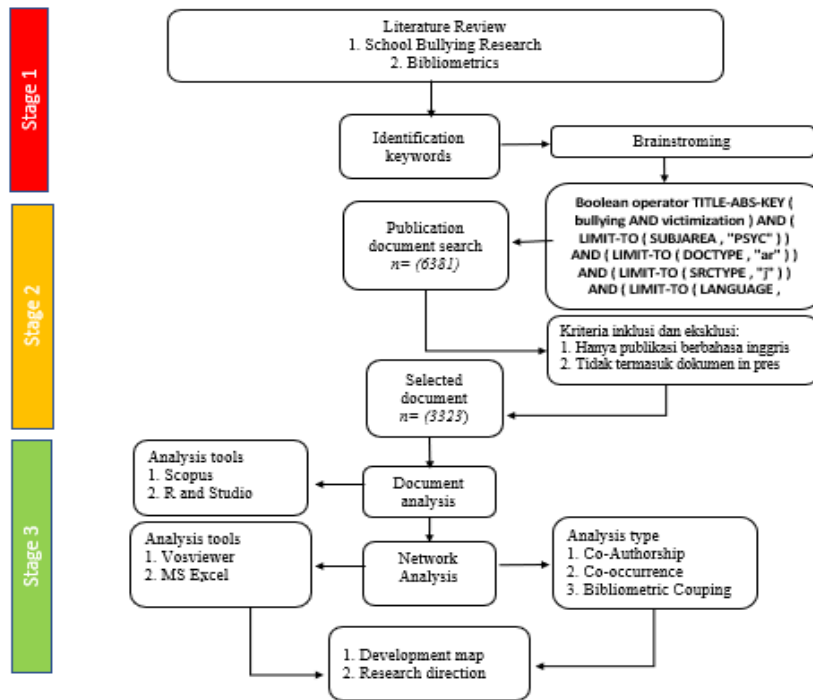 Stage 1
Literature Review
1. School Bullying Research
2. Bibliometrics
Identification
keywords
Brainstroming
Stage 2
Boolean operator TITLE-ABS-KEY (
bullying AND victimization ) AND (
LIMIT-TO ( SUBJAREA , "PSYC" ) )
AND ( LIMIT-TO ( DOCTYPE , "ar" ) )
AND ( LIMIT-TO ( SRCTYPE , "j" ) )
AND ( LIMIT-TO ( LANGUAGE ,
Publication
document search
n= (6381)
Kriteria inklusi dan eksklusi:
1. Hanya publikasi berbahasa inggris
2. Tidak termasuk dokumen in pres
Selected
document
n= (3323)
Stage 3
Analysis tools
1. Scopus
2. R and Studio
Document
analysis
Analysis tools
1. Vosviewer
2. MS Excel
Network
Analysis
Analysis type
1. Co-Authorship
2. Co-occurrence
3. Bibliometric Couping
1. Development map
2. Research direction